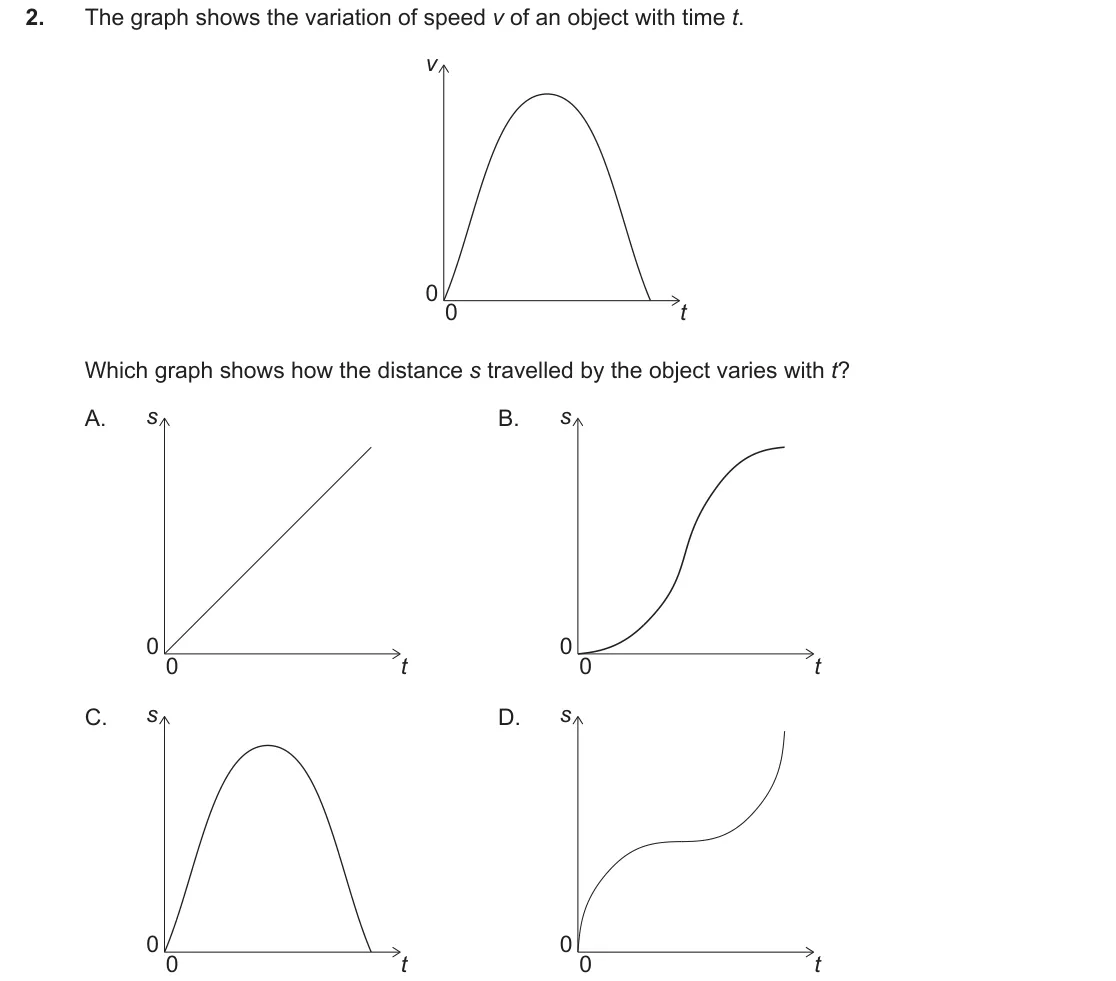 2. The graph shows the variation of speed v of an object with time t.
v
0
0
t
Which graph shows how the distance s travelled by the object varies with t?
A. s
0
0
t
B. s
0
0
t
C. s
0
0
t
D. s
0
0
t